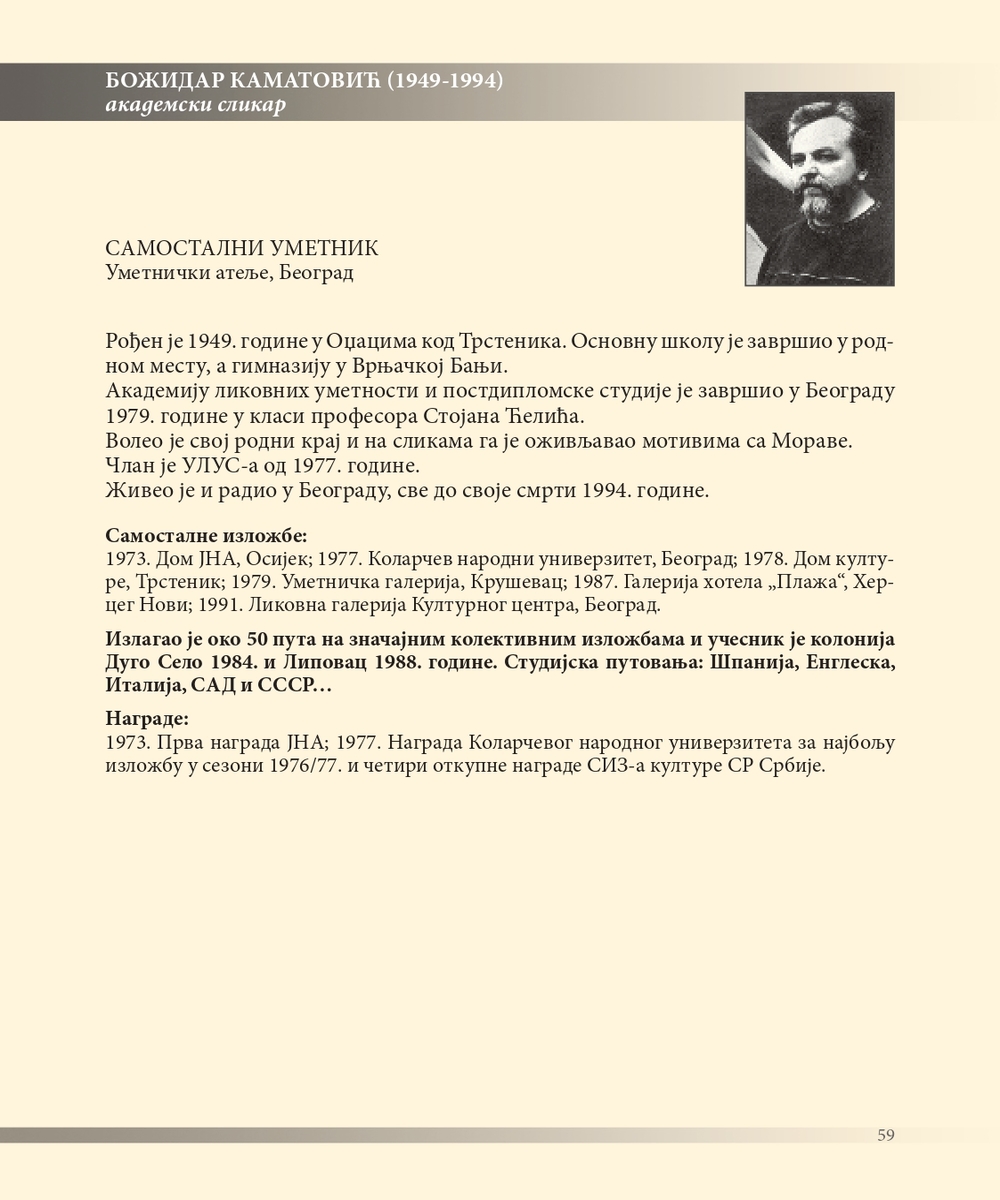 БОЖИДАР КАМАТОВИЋ (1949-1994)
академски сликар
САМОСТАЛНИ УМЕТНИК
Уметнички атеље, Београд
Рођен је 1949. године у Оџацима код Трстеника. Основну школу је завршио у род-
ном месту, а гимназију у Врњачкој Бањи.
Академију ликовних уметности и постдипломске студије је завршио у Београду
1979. године у класи професора Стојана Ћелића.
Волео је свој родни крај и на сликама га је оживљавао мотивима са Мораве.
Члан је УЛУС-а од 1977. године.
Живео је и радио у Београду, све до своје смрти 1994. године.
Самосталне изложбе:
1973. Дом ЈНА, Осијек; 1977. Коларчев народни универзитет, Београд; 1978. Дом култу-
ре, Трстеник; 1979. Уметничка галерија, Крушевац; 1987. Галерија хотела „Плажа“, Хер-
цег Нови; 1991. Ликовна галерија Културног центра, Београд.
Излагао је око 50 пута на значајним колективним изложбама и учесник је колонија
Дуго Село 1984. и Липовац 1988. године. Студијска путовања: Шпанија, Енглеска,
Италија, САД и СССР…
Награде:
1973. Прва награда ЈНА; 1977. Награда Коларчевог народног универзитета за најбољу
изложбу у сезони 1976/77. и четири откупне награде СИЗ-а културе СР Србије.
59